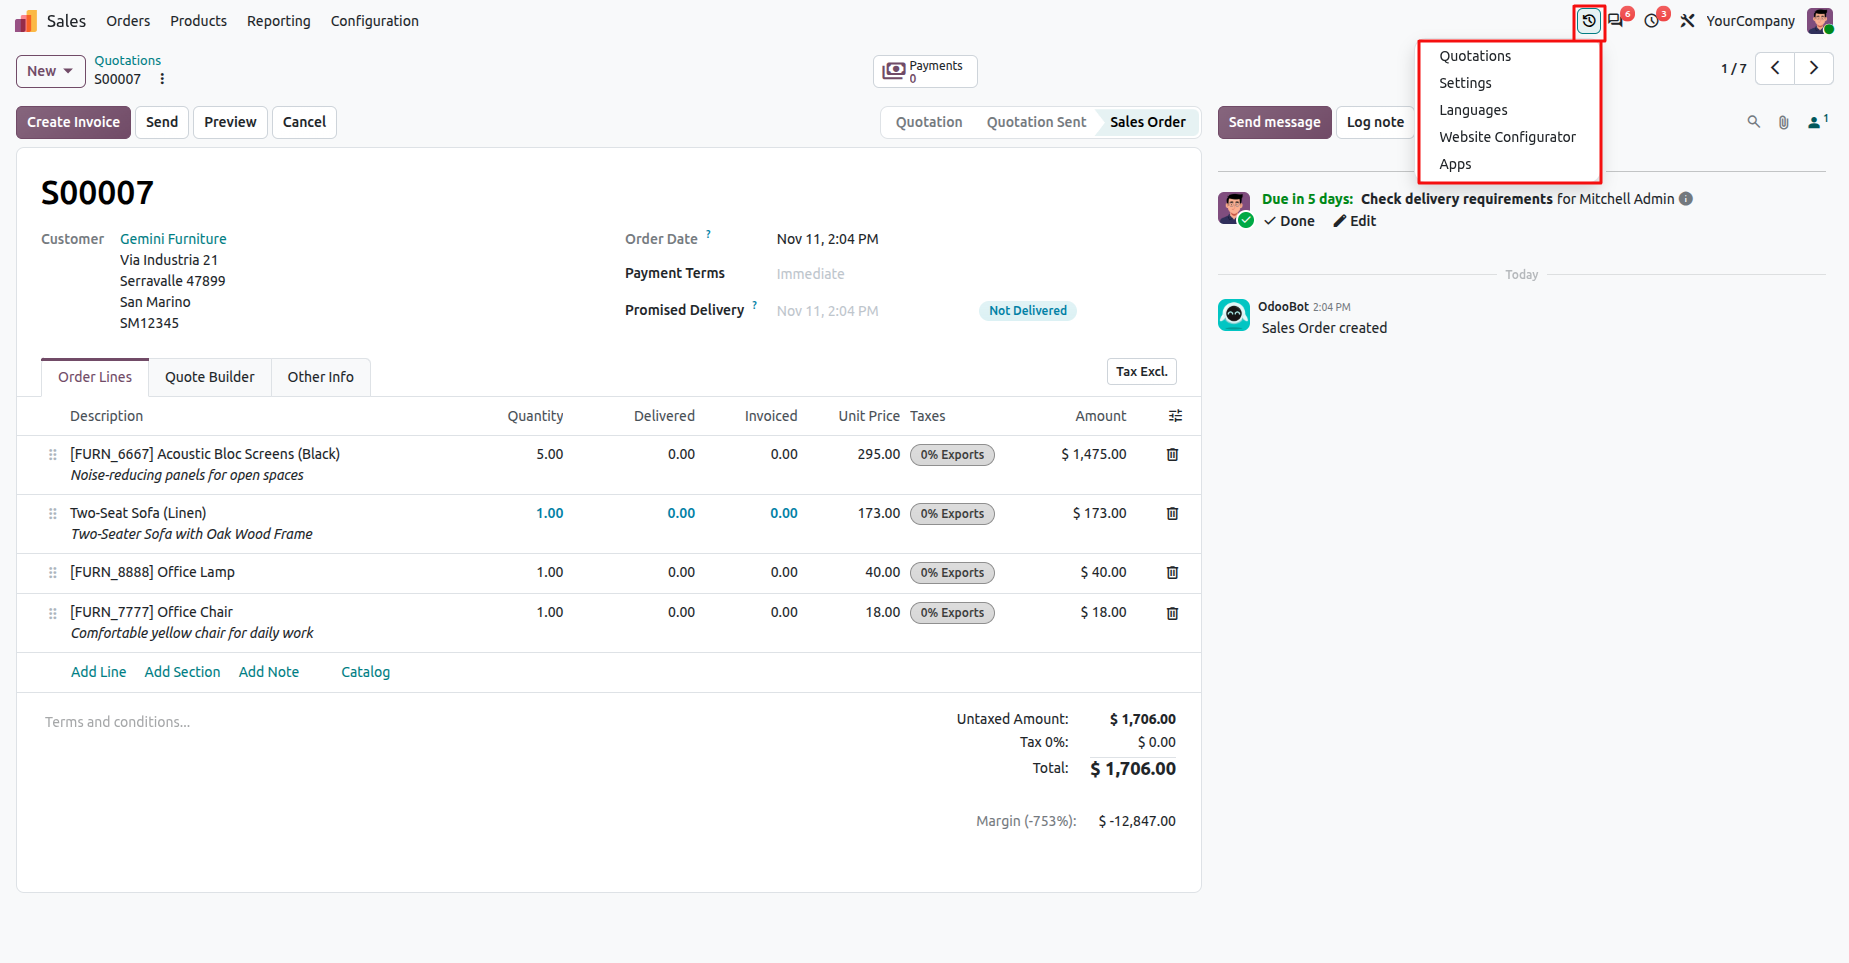 Sales Orders Products Reporting Configuration 6 3 YourCompany
New Quotations
S00007
Payments
0
Quotations
Settings
Languages
Website Configurator
Apps
1 / 7
Create Invoice Send Preview Cancel Quotation Quotation Sent Sales Order Send message Log note 1
S00007
Customer Gemini Furniture
Via Industria 21
Serravalle 47899
San Marino
SM12345
Order Date ? Nov 11, 2:04 PM
Payment Terms Immediate
Promised Delivery ? Nov 11, 2:04 PM Not Delivered
Due in 5 days: Check delivery requirements for Mitchell Admin
Done Edit
Today
OdooBot 2:04 PM
Sales Order created
Order Lines Quote Builder Other Info Tax Excl.
Description Quantity Delivered Invoiced Unit Price Taxes Amount
[FURN_6667] Acoustic Bloc Screens (Black) 5.00 0.00 0.00 295.00 0% Exports $ 1,475.00
Noise-reducing panels for open spaces
Two-Seat Sofa (Linen) 1.00 0.00 0.00 173.00 0% Exports $ 173.00
Two-Seater Sofa with Oak Wood Frame
[FURN_8888] Office Lamp 1.00 0.00 0.00 40.00 0% Exports $ 40.00
[FURN_7777] Office Chair 1.00 0.00 0.00 18.00 0% Exports $ 18.00
Comfortable yellow chair for daily work
Add Line Add Section Add Note Catalog
Terms and conditions...
Untaxed Amount: $ 1,706.00
Tax 0%: $ 0.00
Total: $ 1,706.00
Margin (-753%): $ -12,847.00